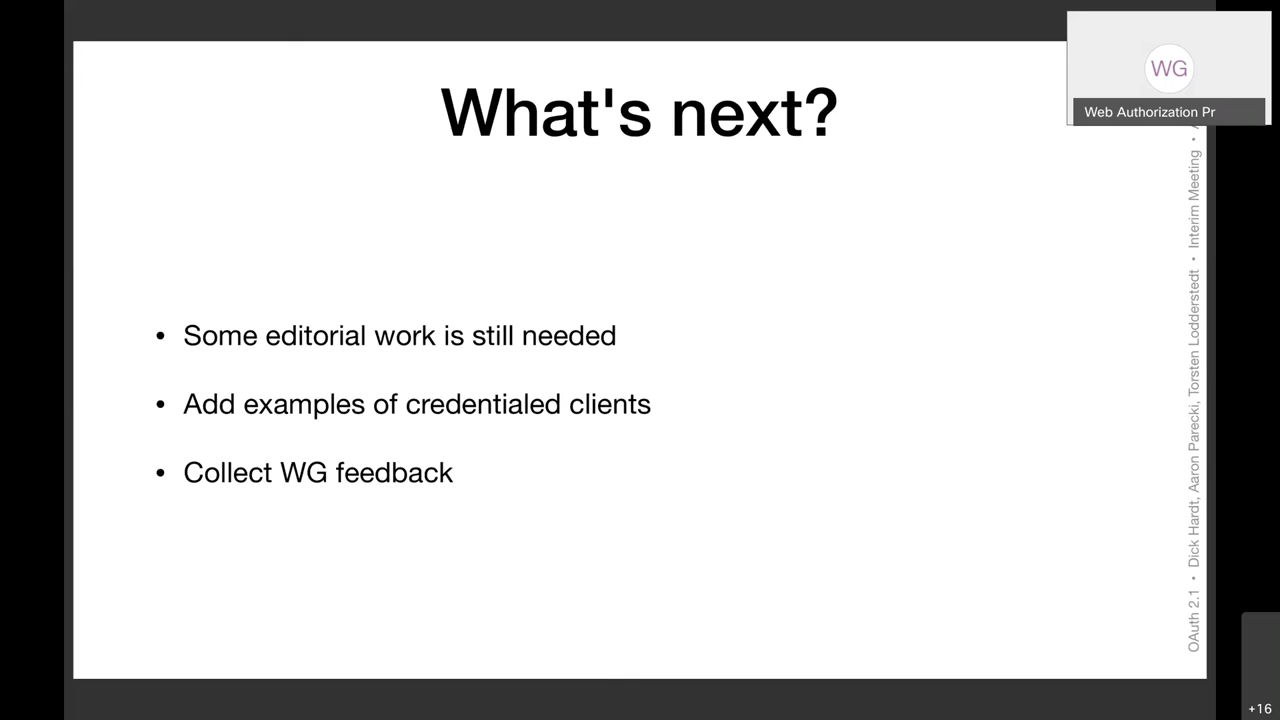 What's next?
• Some editorial work is still needed
• Add examples of credentialed clients
• Collect WG feedback
WG
Web Authorization Pr
OAuth 2.1 • Dick Hardt, Aaron Parecki, Torsten Lodderstedt • Interim Meeting •
+16